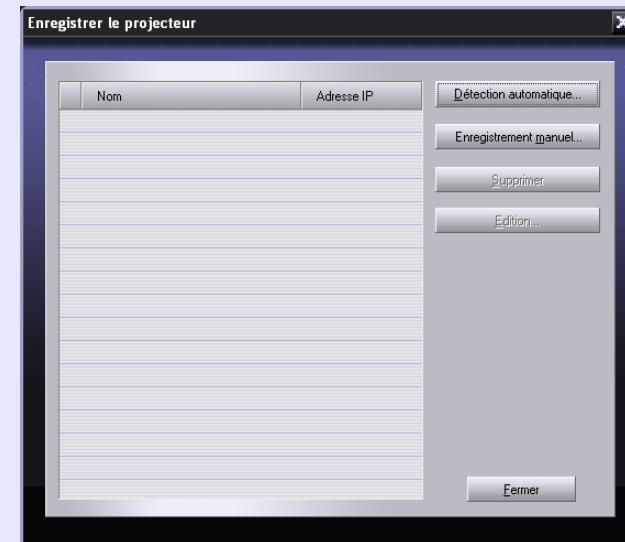 Enregistrer le projecteur
Nom Adresse IP
Détection automatique...
Enregistrement manuel...
Supprimer
Edition...
Fermer